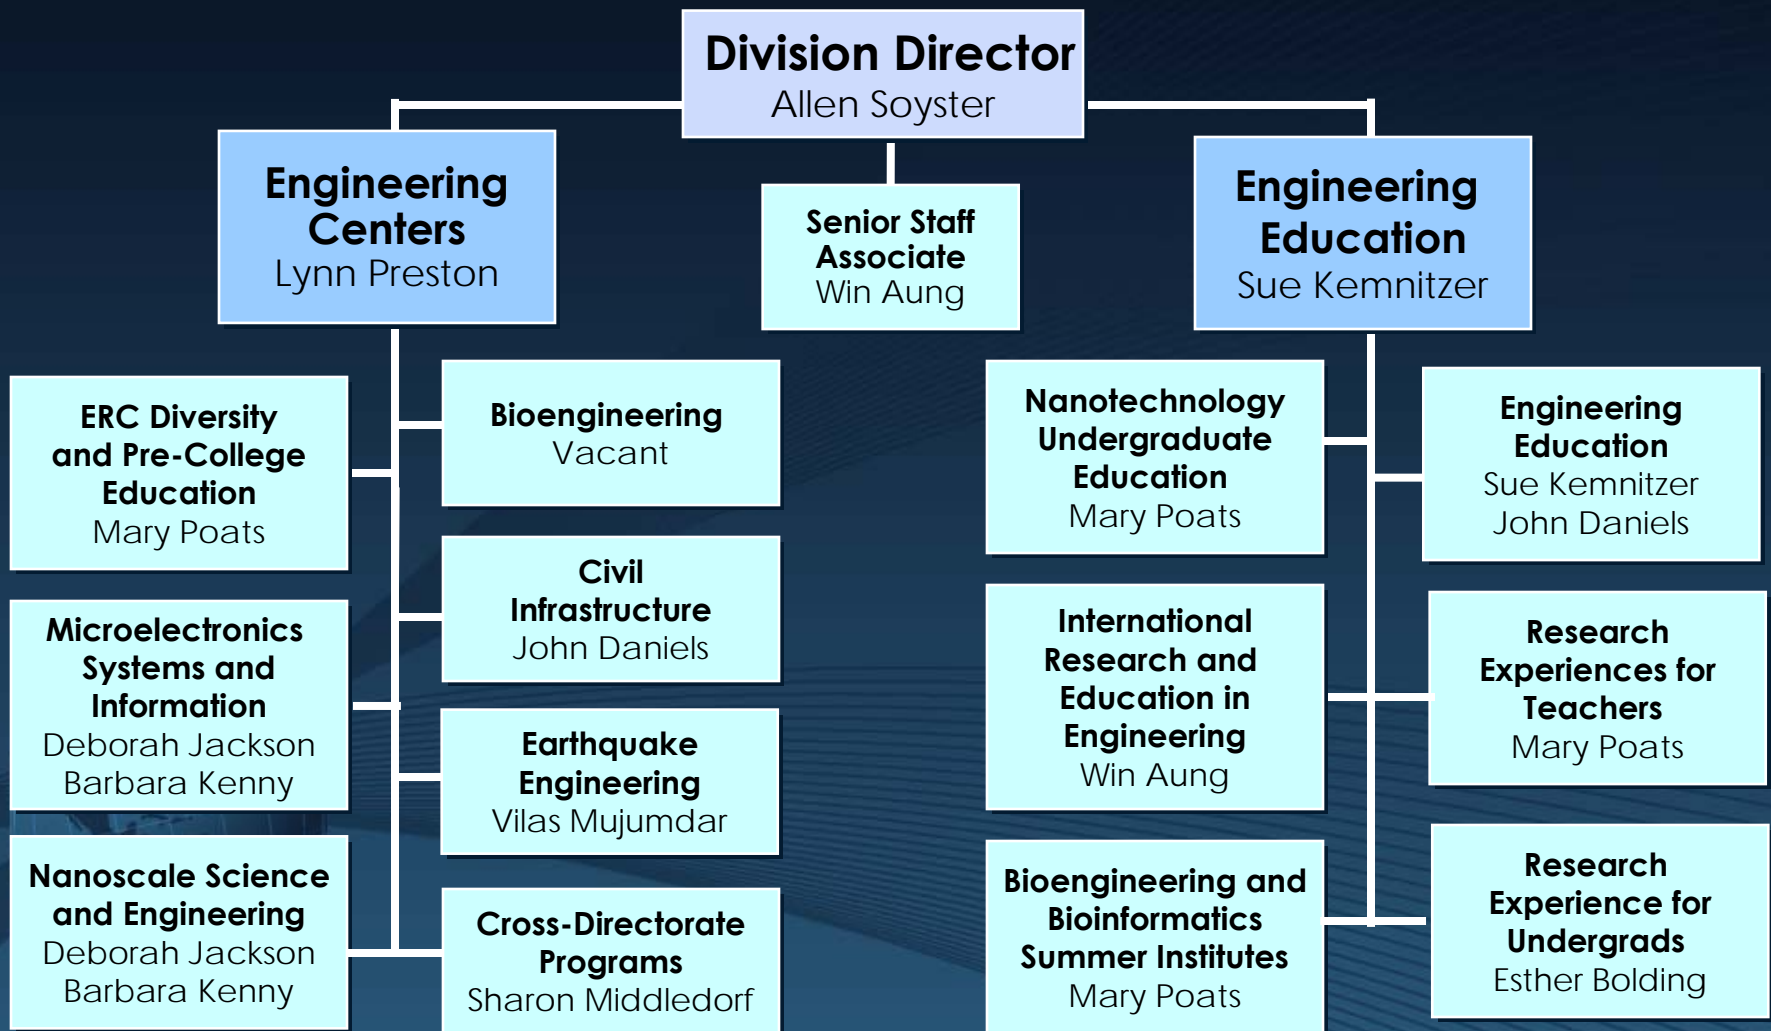 Division Director
Allen Soyster
Engineering
Centers
Lynn Preston
Senior Staff
Associate
Win Aung
Engineering
Education
Sue Kemnitzer
ERC Diversity
and Pre-College
Education
Mary Poats
Bioengineering
Vacant
Microelectronics
Systems and
Information
Deborah Jackson
Barbara Kenny
Civil
Infrastructure
John Daniels
Earthquake
Engineering
Vilas Mujumdar
Nanoscale Science
and Engineering
Deborah Jackson
Barbara Kenny
Cross-Directorate
Programs
Sharon Middledorf
Nanotechnology
Undergraduate
Education
Mary Poats
Engineering
Education
Sue Kemnitzer
John Daniels
International
Research and
Education in
Engineering
Win Aung
Research
Experiences for
Teachers
Mary Poats
Bioengineering and
Bioinformatics
Summer Institutes
Mary Poats
Research
Experience for
Undergrads
Esther Bolding